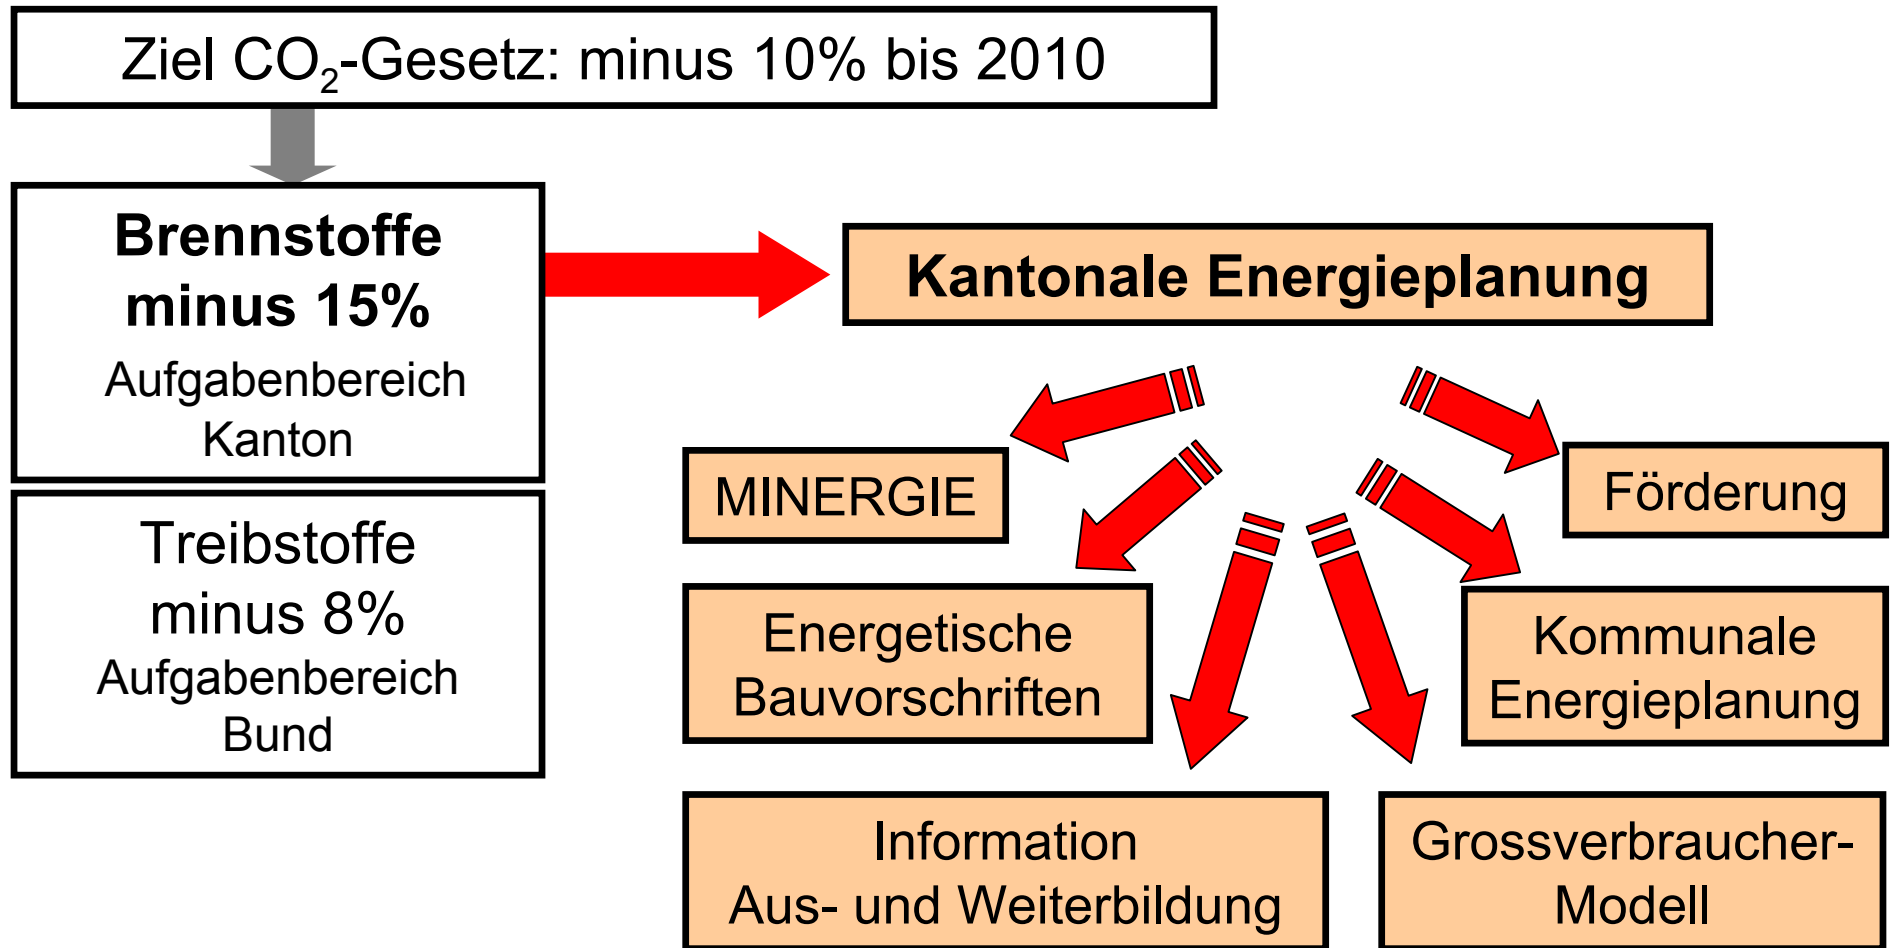 Ziel CO₂-Gesetz: minus 10% bis 2010
Brennstoffe
minus 15%
Aufgabenbereich
Kanton
Treibstoffe
minus 8%
Aufgabenbereich
Bund
Kantonale Energieplanung
MINERGIE
Förderung
Energetische
Bauvorschriften
Kommunale
Energieplanung
Information
Aus- und Weiterbildung
Grossverbraucher-
Modell